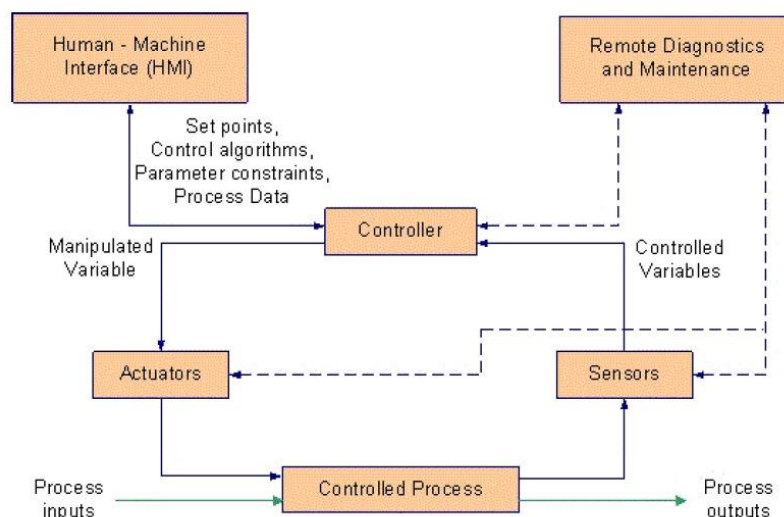 Human - Machine
Interface (HMI)
Remote Diagnostics
and Maintenance
Set points,
Control algorithms,
Parameter constraints,
Process Data
Controller
Manipulated
Variable
Controlled
Variables
Actuators
Sensors
Process
inputs
Controlled Process
Process
outputs